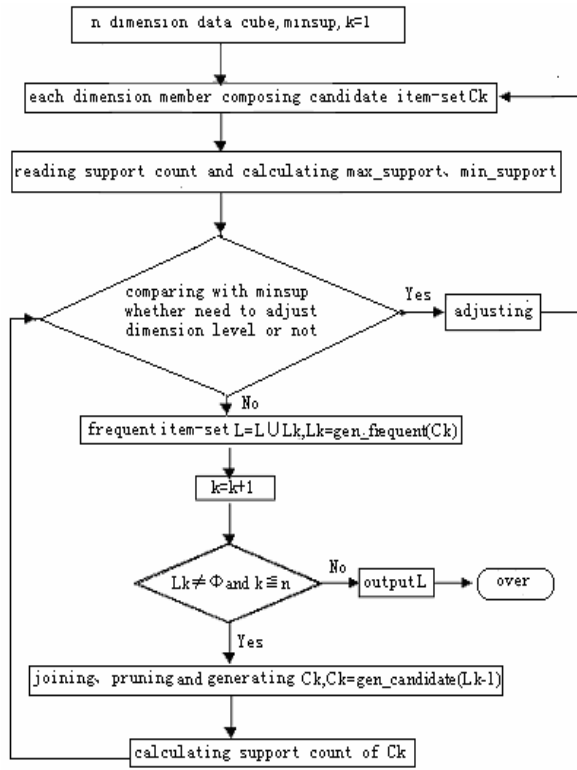 n dimension data cube, minsup, k=1
each dimension member composing candidate item-setCk
reading support count and calculating max_support、min_support
comparing with minsup
whether need to adjust
dimension level or not
Yes
adjusting
No
frequent item-set L=L∪Lk,Lk=gen_frequent(Ck)
k=k+1
Lk≠Φ and k≦n
No
outputL
over
Yes
joining、pruning and generating Ck,Ck=gen_candidate(Lk-1)
calculating support count of Ck